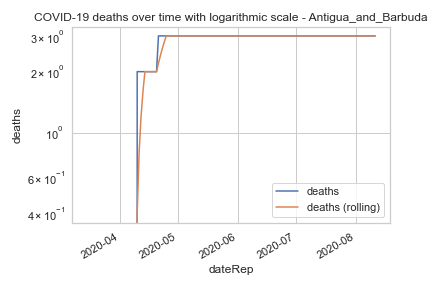 COVID-19 deaths over time with logarithmic scale - Antigua_and_Barbuda
3 × 10⁰
2 × 10⁰
10⁰
6 × 10⁻¹
4 × 10⁻¹
deaths
deaths
deaths (rolling)
2020-04
2020-05
2020-06
2020-07
2020-08
dateRep